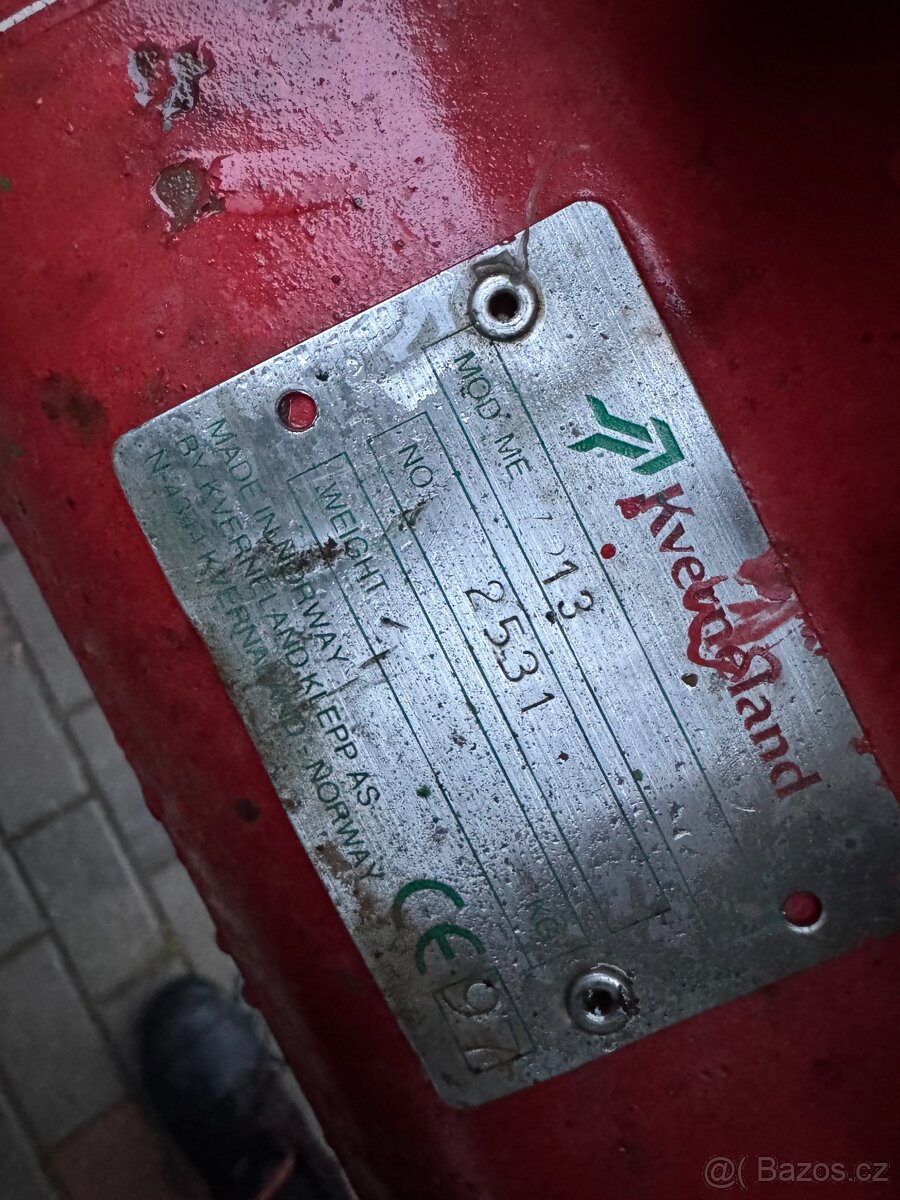 Kverneland
MOD' ME 13
NO. 2531
WEIGHT KG
MADE IN NORWAY
BY KVERNELAND KLEPP AS
KVERNALAND - NORWAY
CE 97
@( Bazos.cz